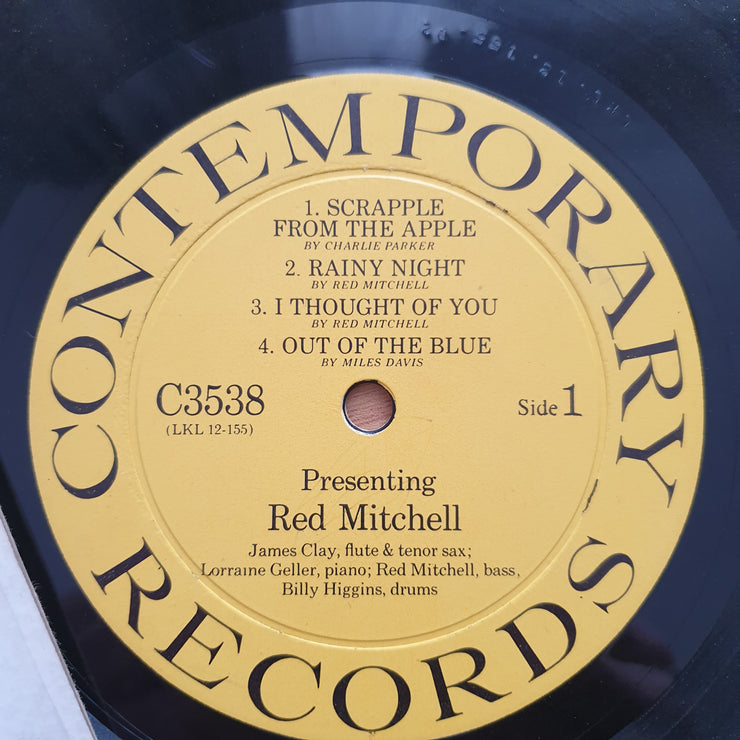 CONTEMPORARY
1. SCRAPPLE
FROM THE APPLE
BY CHARLIE PARKER
2. RAINY NIGHT
BY RED MITCHELL
3. I THOUGHT OF YOU
BY RED MITCHELL
4. OUT OF THE BLUE
BY MILES DAVIS
C3538
(LKL 12-155)
Side 1
Presenting
Red Mitchell
James Clay, flute & tenor sax;
Lorraine Geller, piano; Red Mitchell, bass,
Billy Higgins, drums
RECORDS